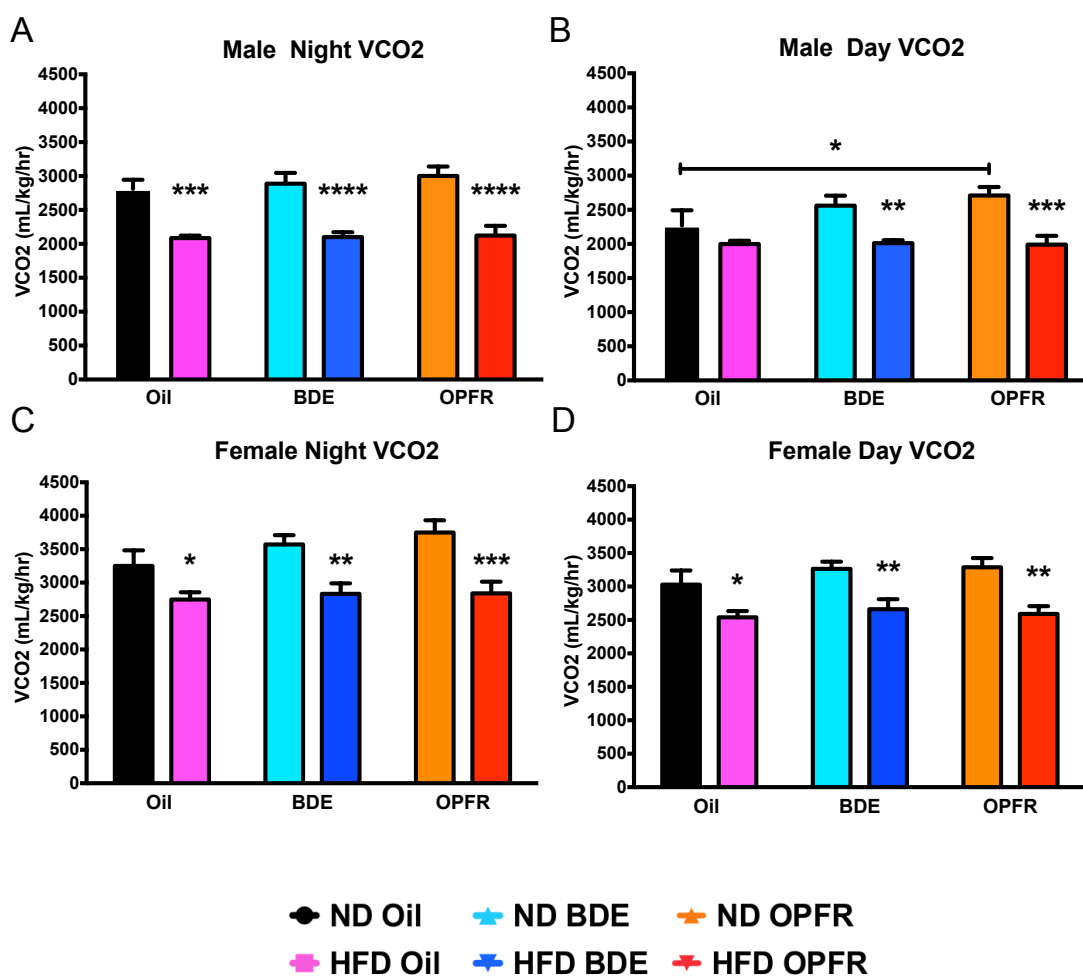 A
Male Night VCO2
VCO2 (mL/kg/hr)
4500
4000
3500
3000
2500
2000
1500
1000
500
0
***
****
****
Oil BDE OPFR
B
Male Day VCO2
VCO2 (mL/kg/hr)
4500
4000
3500
3000
2500
2000
1500
1000
500
0
*
**
***
Oil BDE OPFR
C
Female Night VCO2
VCO2 (mL/kg/hr)
4500
4000
3500
3000
2500
2000
1500
1000
500
0
*
**
***
Oil BDE OPFR
D
Female Day VCO2
VCO2 (mL/kg/hr)
4500
4000
3500
3000
2500
2000
1500
1000
500
0
*
**
**
Oil BDE OPFR
ND Oil ND BDE ND OPFR
HFD Oil HFD BDE HFD OPFR